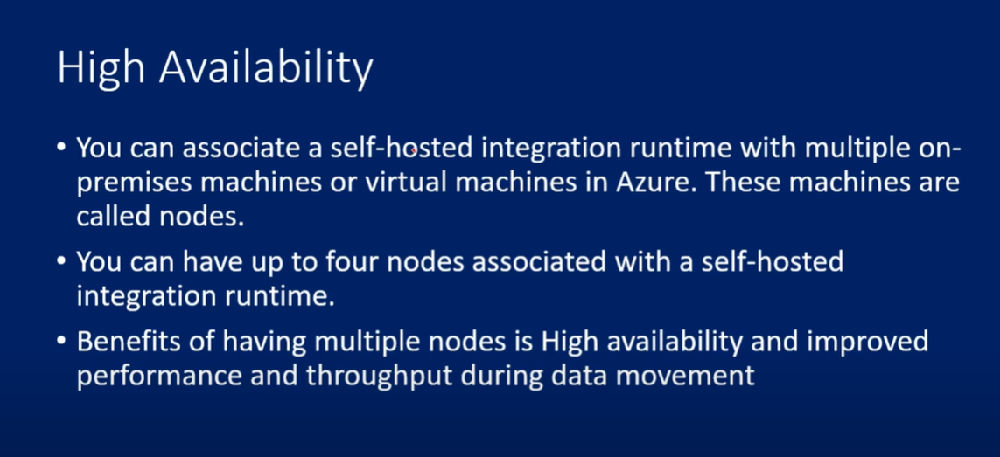 High Availability
• You can associate a self-hosted integration runtime with multiple on-
premises machines or virtual machines in Azure. These machines are
called nodes.
• You can have up to four nodes associated with a self-hosted
integration runtime.
• Benefits of having multiple nodes is High availability and improved
performance and throughput during data movement